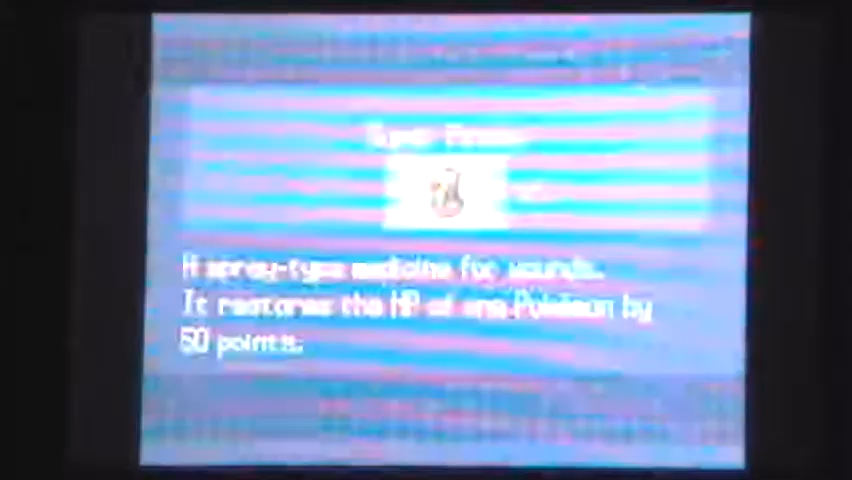 Super Potion
A spray-type medicine for wounds.
It restores the HP of one Pokémon by
50 points.